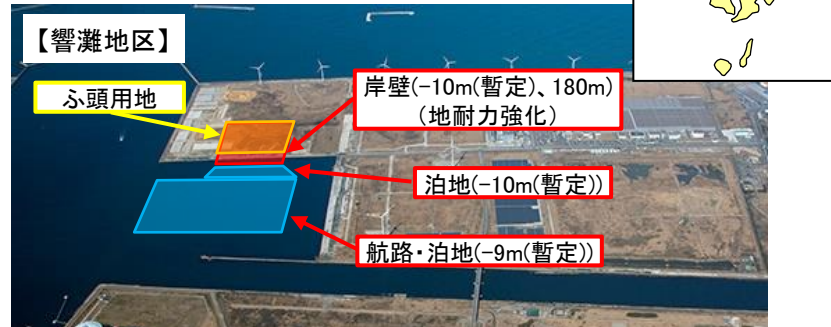 【響灘地区】
ふ頭用地
岸壁(-10m(暫定)、180m)
(地耐力強化)
泊地(-10m(暫定))
航路・泊地(-9m(暫定))